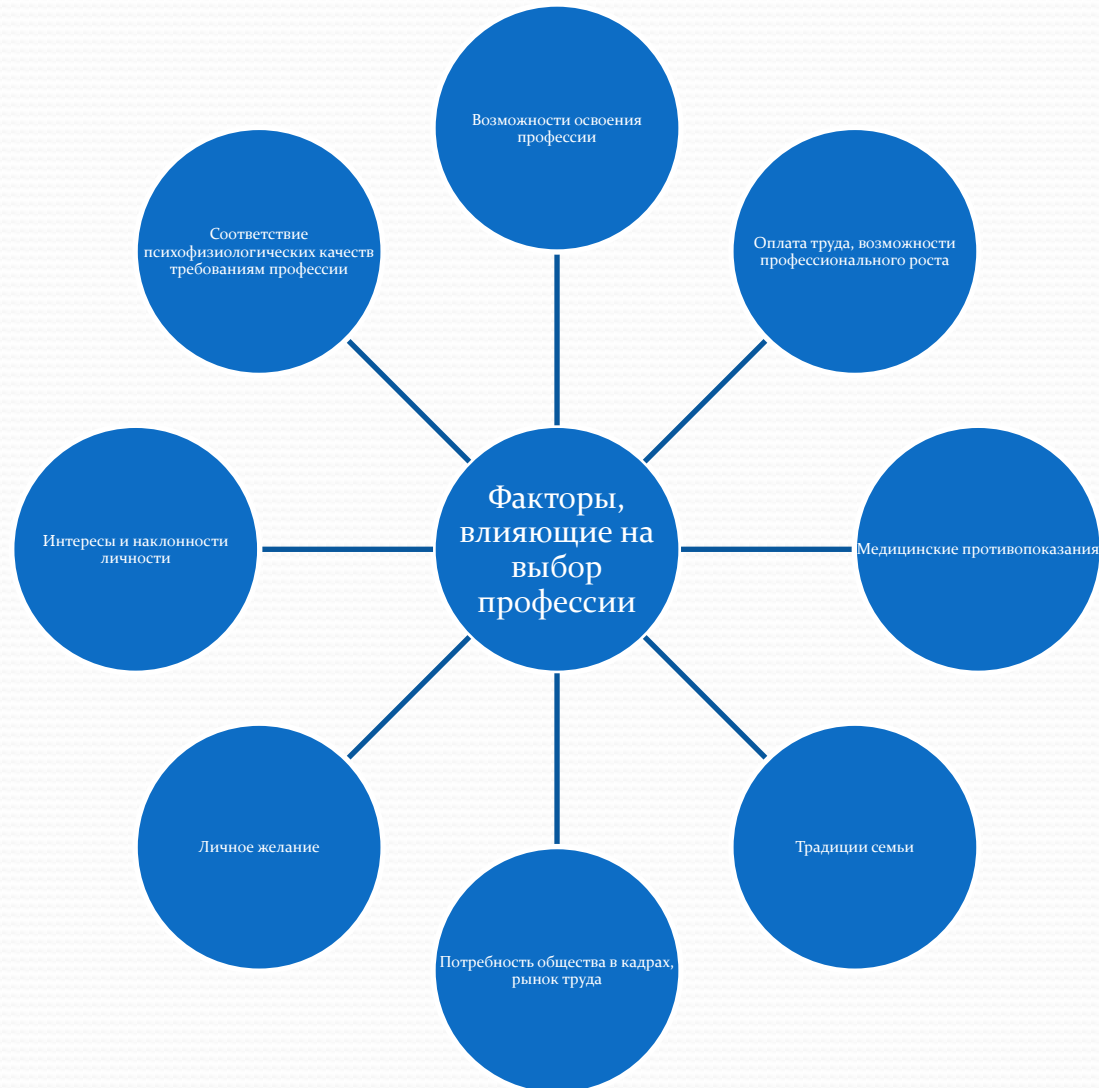 Возможности освоения
профессии
Соответствие
психофизиологических качеств
требованиям профессии
Оплата труда, возможности
профессионального роста
Факторы,
влияющие на
выбор
профессии
Интересы и наклонности
личности
Медицинские противопоказания
Личное желание
Традиции семьи
Потребность общества в кадрах,
рынок труда